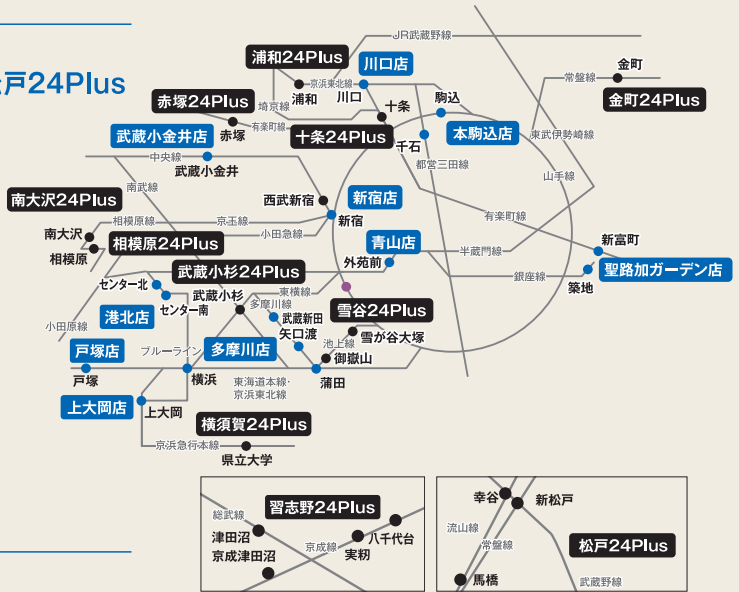 戸24Plus
JR武蔵野線
浦和24Plus
川口店
京浜東北線
浦和
川口
埼京線
常盤線
金町
金町24Plus
赤塚24Plus
赤塚
有楽町線
十条
十条24Plus
駒込
本駒込店
千石
都営三田線
東武伊勢崎線
山手線
武蔵小金井店
中央線
武蔵小金井
南武線
西武新宿
新宿店
新宿
有楽町線
南大沢24Plus
相模原線
京王線
小田急線
南大沢
相模原
相模原24Plus
青山店
外苑前
半蔵門線
新富町
聖路加ガーデン店
銀座線
築地
武蔵小杉24Plus
センター北
センター南
武蔵小杉
東横線
多摩川線
雪谷24Plus
港北店
武蔵新田
矢口渡
池上線
雪が谷大塚
御嶽山
小田原線
戸塚店
ブルーライン
多摩川店
戸塚
横浜
東海道本線・
京浜東北線
蒲田
上大岡店
上大岡
横須賀24Plus
京浜急行本線
県立大学
習志野24Plus
総武線
津田沼
京成津田沼
京成線
実籾
八千代台
幸谷
新松戸
流山線
常盤線
松戸24Plus
馬橋
武蔵野線